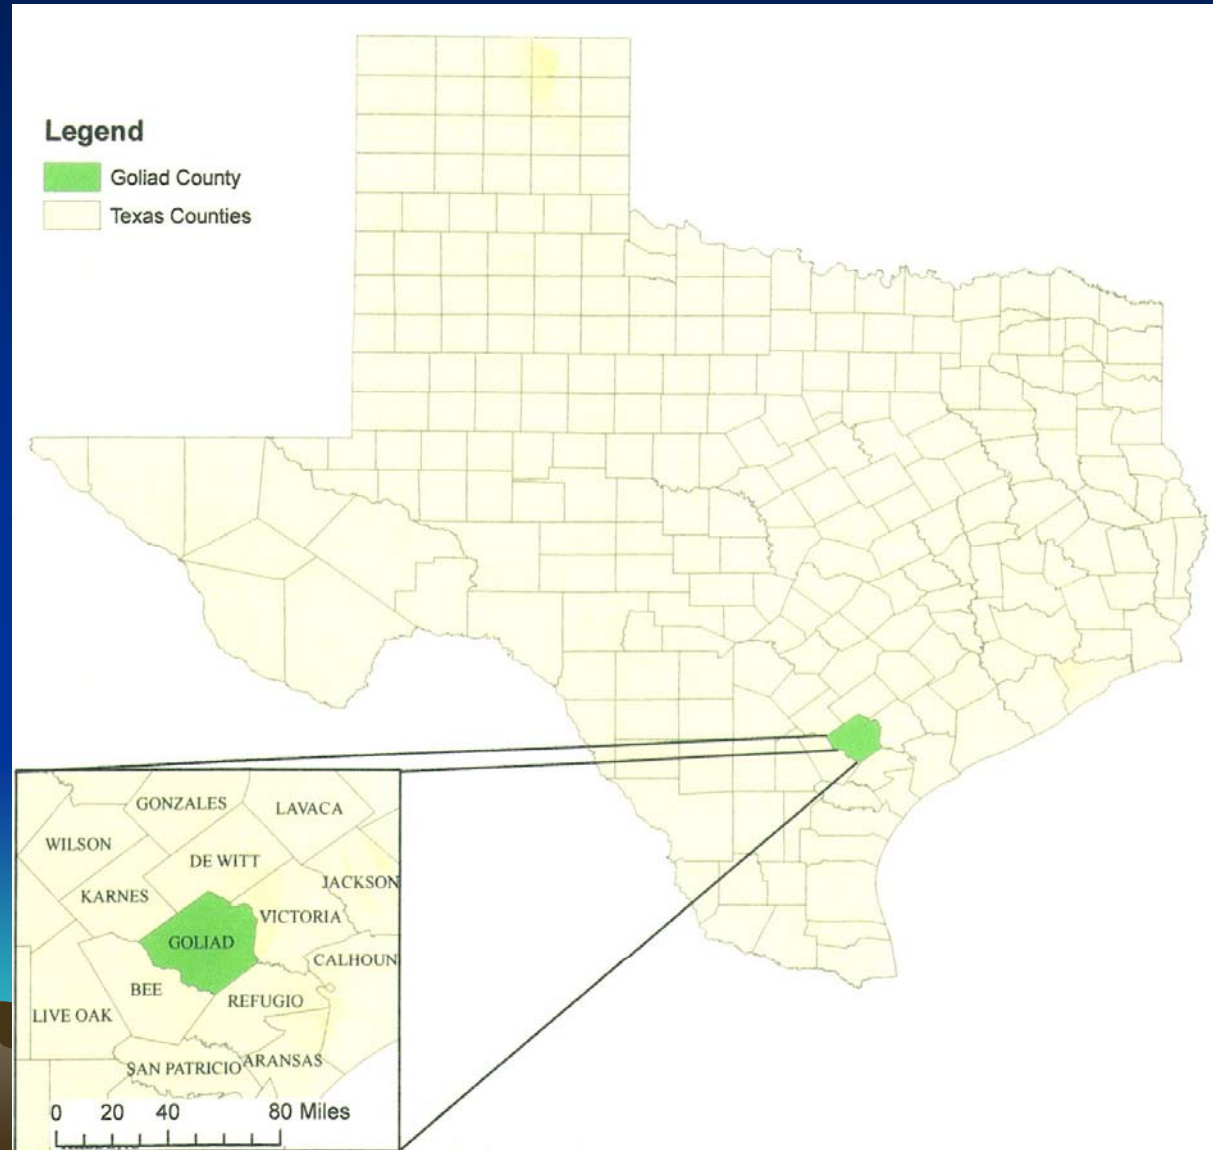 Legend
Goliad County
Texas Counties
GONZALES
LAVACA
WILSON
DE WITT
KARNES
JACKSON
VICTORIA
GOLIAD
CALHOUN
BEE
REFUGIO
LIVE OAK
SAN PATRICIO
ARANSAS
0 20 40 80 Miles